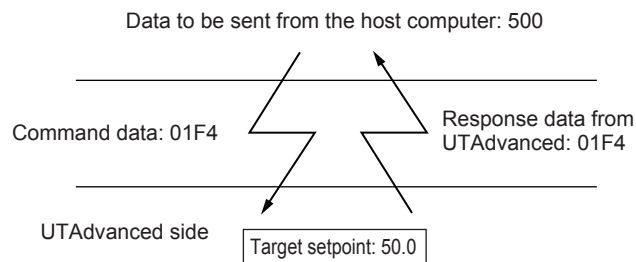 Data to be sent from the host computer: 500
Command data: 01F4
Response data from
UTAdvanced: 01F4
UTAdvanced side
Target setpoint: 50.0